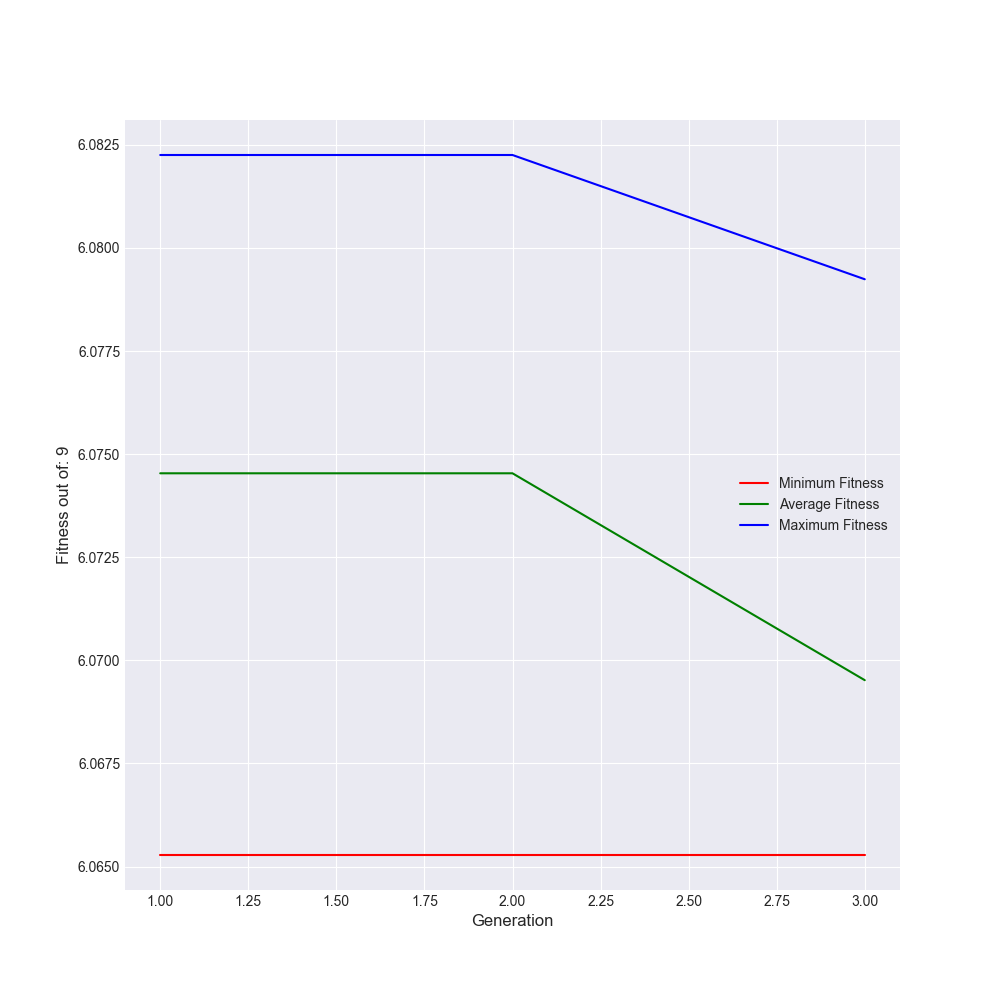 6.0825
6.0800
6.0775
6.0750
6.0725
6.0700
6.0675
6.0650
Fitness out of: 9
Minimum Fitness
Average Fitness
Maximum Fitness
1.00 1.25 1.50 1.75 2.00 2.25 2.50 2.75 3.00
Generation